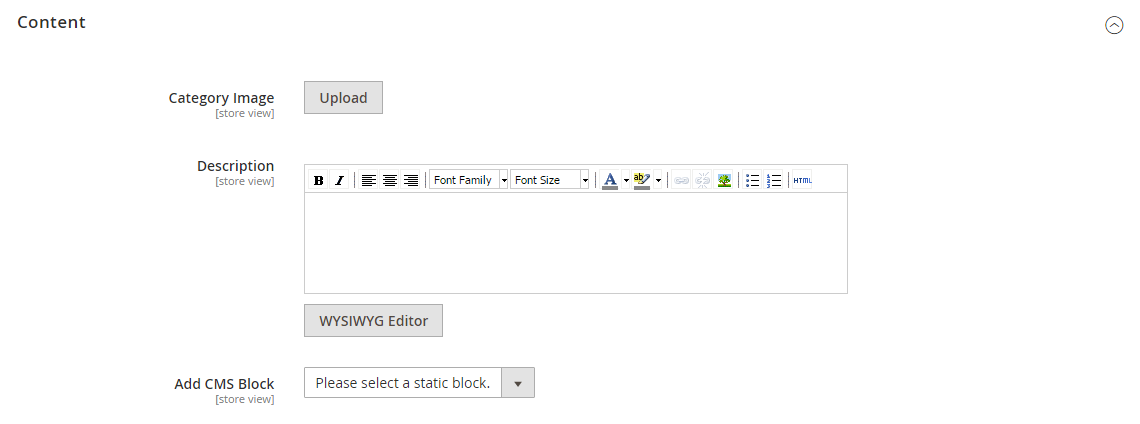 Content
Category Image
[store view]
Upload
Description
[store view]
B I Font Family Font Size A ab HTML
WYSIWYG Editor
Add CMS Block
[store view]
Please select a static block.